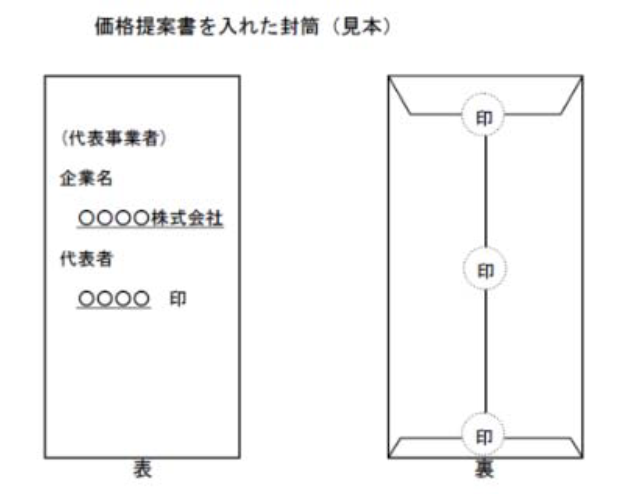 価格提案書を入れた封筒（見本）
（代表事業者）
企業名
〇〇〇〇株式会社
代表者
〇〇〇〇　印
表
印
印
印
裏